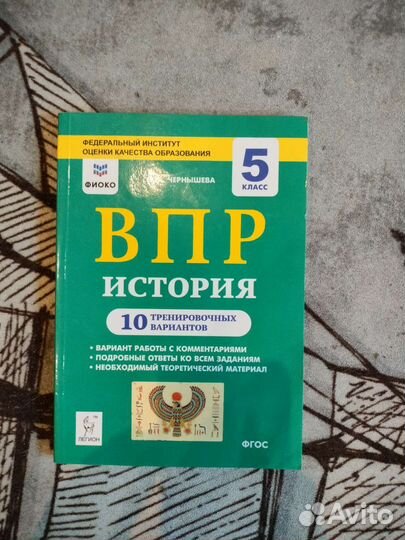 ФЕДЕРАЛЬНЫЙ ИНСТИТУТ
ОЦЕНКИ КАЧЕСТВА ОБРАЗОВАНИЯ
ФИОКО
ЧЕРНЫШЕВА
5
КЛАСС
ВПР
ИСТОРИЯ
10 ТРЕНИРОВОЧНЫХ
ВАРИАНТОВ
• ВАРИАНТ РАБОТЫ С КОММЕНТАРИЯМИ
• ПОДРОБНЫЕ ОТВЕТЫ КО ВСЕМ ЗАДАНИЯМ
• НЕОБХОДИМЫЙ ТЕОРЕТИЧЕСКИЙ МАТЕРИАЛ
ЛЕГИОН
ФГОС
Avito